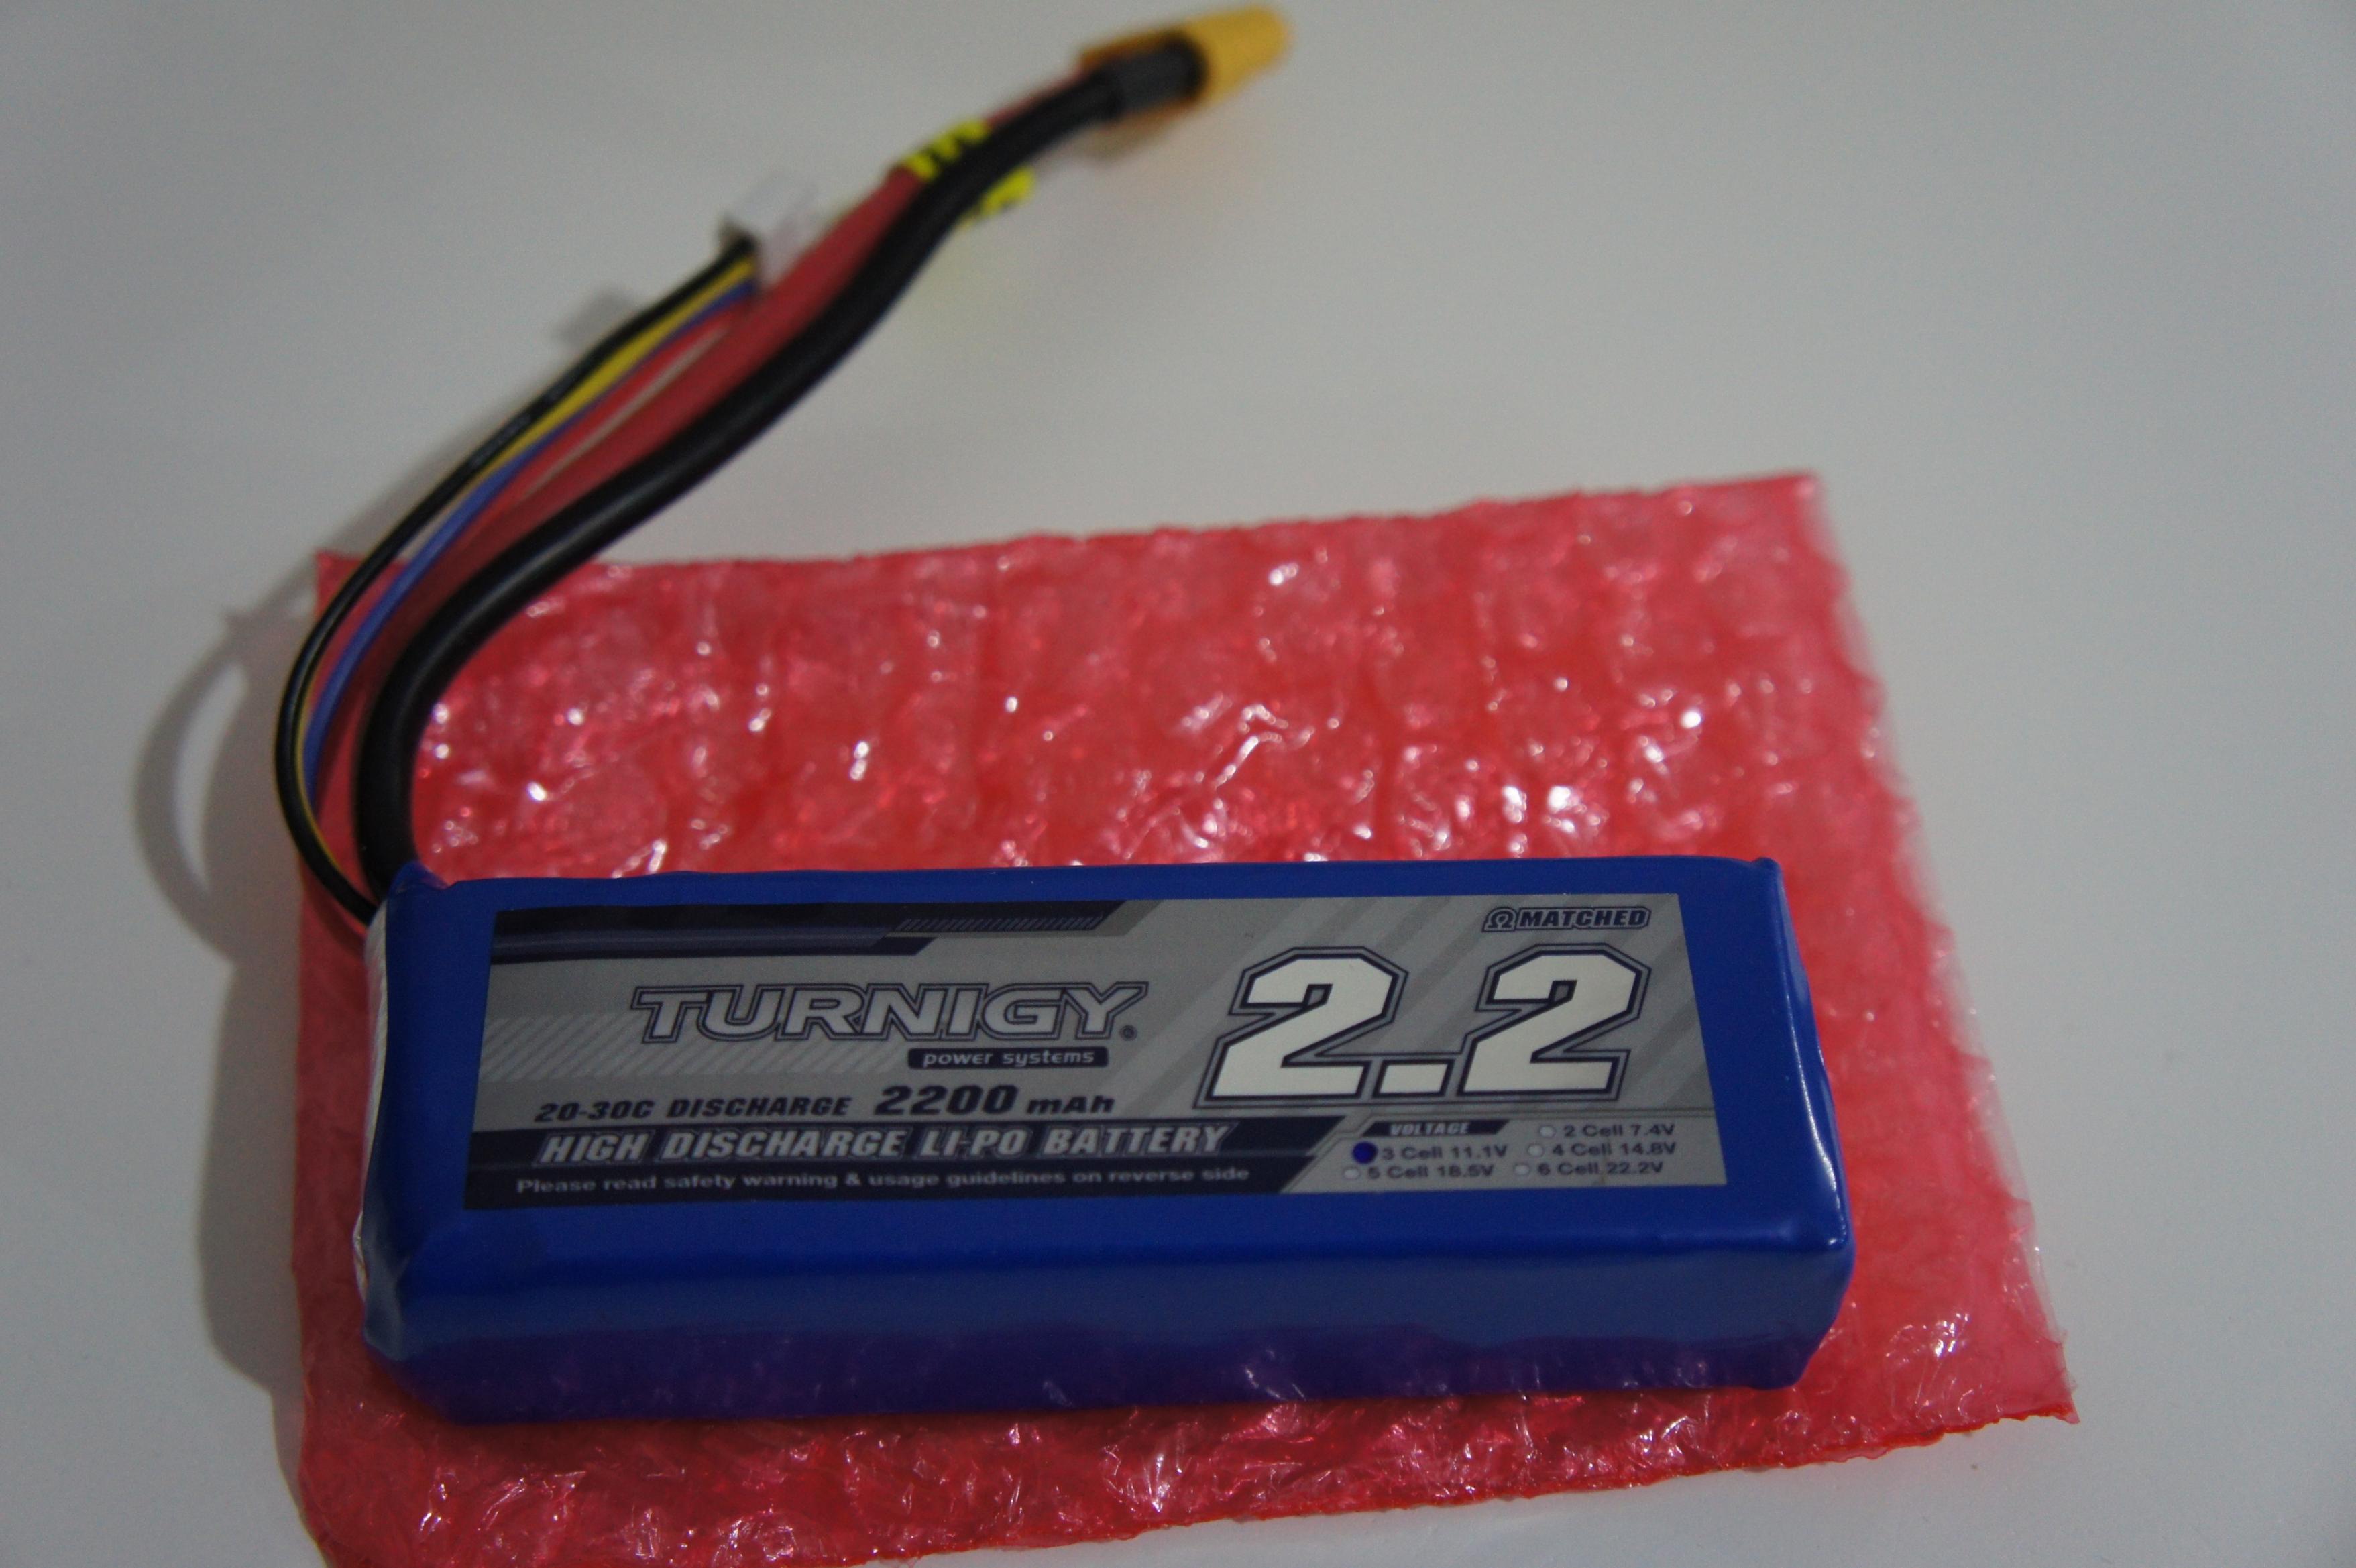 Ω MATCHED
TURNIGY®
power systems
2.2
20-30C DISCHARGE 2200 mAh
HIGH DISCHARGE LI-PO BATTERY
Please read safety warning & usage guidelines on reverse side
VOLTAGE 2 Cell 7.4V
3 Cell 11.1V 4 Cell 14.8V
5 Cell 18.5V 6 Cell 22.2V